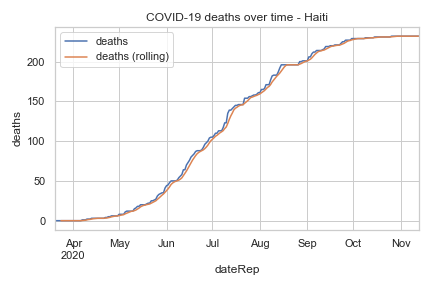 COVID-19 deaths over time - Haiti
deaths
deaths (rolling)
deaths
200
150
100
50
0
Apr May Jun Jul Aug Sep Oct Nov
2020
dateRep